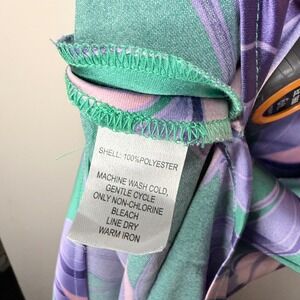 SHELL: 100%POLYESTER
MACHINE WASH COLD,
GENTLE CYCLE
ONLY NON-CHLORINE
BLEACH
LINE DRY
WARM IRON